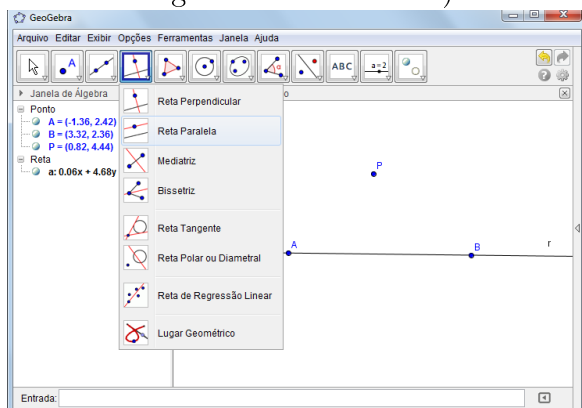 GeoGebra
Arquivo Editar Exibir Opções Ferramentas Janela Ajuda
ABC
a=2
Janela de Álgebra
Ponto
A = (-1.36, 2.42)
B = (3.32, 2.36)
P = (0.82, 4.44)
Reta
a: 0.06x + 4.68y
Reta Perpendicular
Reta Paralela
Mediatriz
Bissetriz
Reta Tangente
Reta Polar ou Diametral
Reta de Regressão Linear
Lugar Geométrico
P
A
B
r
Entrada: